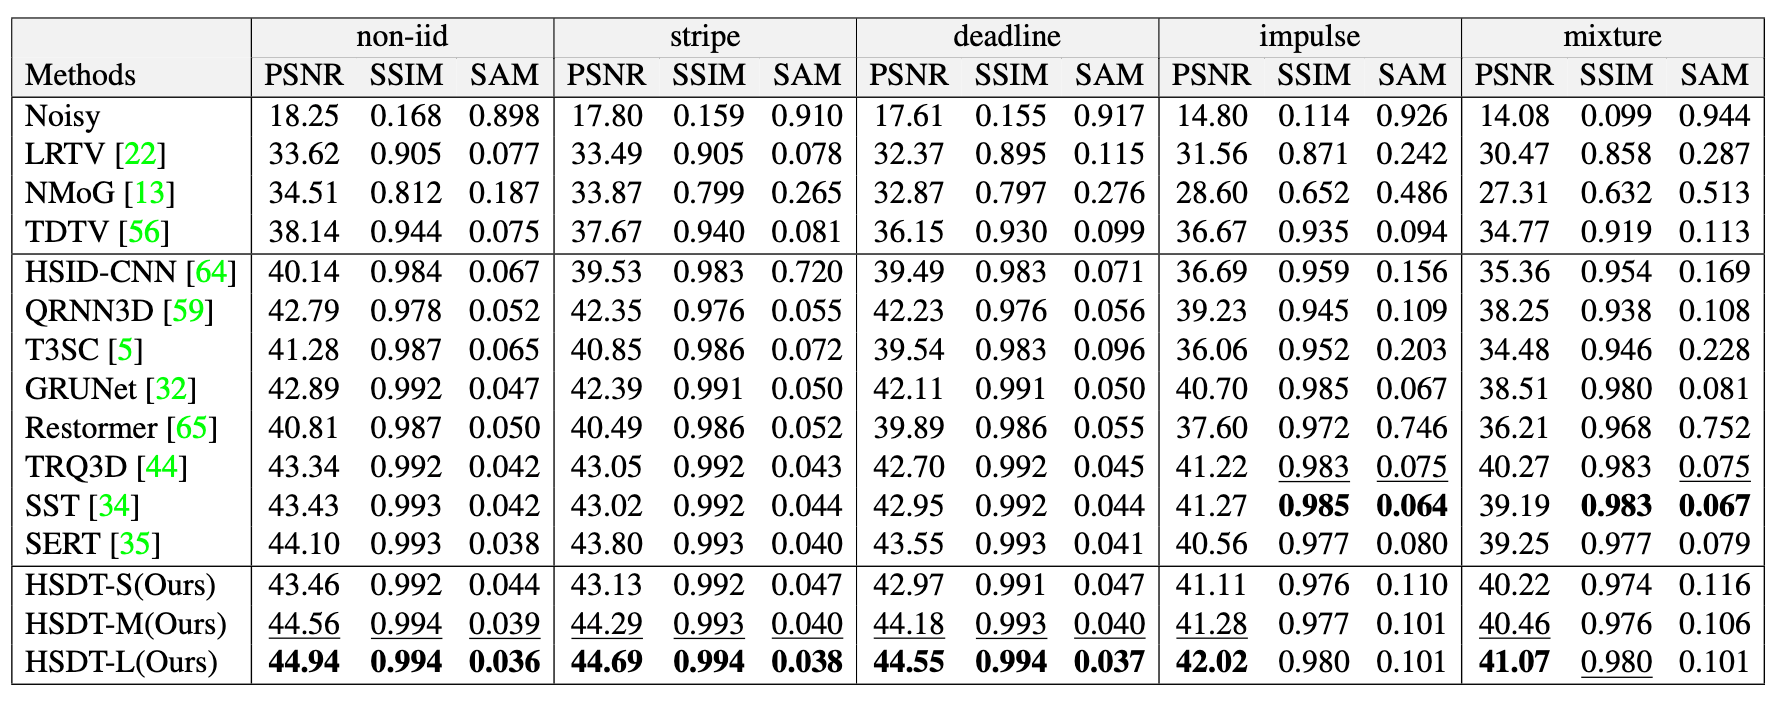 non-iid stripe deadline impulse mixture
Methods PSNR SSIM SAM PSNR SSIM SAM PSNR SSIM SAM PSNR SSIM SAM PSNR SSIM SAM
Noisy 18.25 0.168 0.898 17.80 0.159 0.910 17.61 0.155 0.917 14.80 0.114 0.926 14.08 0.099 0.944
LRTV [22] 33.62 0.905 0.077 33.49 0.905 0.078 32.37 0.895 0.115 31.56 0.871 0.242 30.47 0.858 0.287
NMoG [13] 34.51 0.812 0.187 33.87 0.799 0.265 32.87 0.797 0.276 28.60 0.652 0.486 27.31 0.632 0.513
TDTV [56] 38.14 0.944 0.075 37.67 0.940 0.081 36.15 0.930 0.099 36.67 0.935 0.094 34.77 0.919 0.113
HSID-CNN [64] 40.14 0.984 0.067 39.53 0.983 0.720 39.49 0.983 0.071 36.69 0.959 0.156 35.36 0.954 0.169
QRNN3D [59] 42.79 0.978 0.052 42.35 0.976 0.055 42.23 0.976 0.056 39.23 0.945 0.109 38.25 0.938 0.108
T3SC [5] 41.28 0.987 0.065 40.85 0.986 0.072 39.54 0.983 0.096 36.06 0.952 0.203 34.48 0.946 0.228
GRUNet [32] 42.89 0.992 0.047 42.39 0.991 0.050 42.11 0.991 0.050 40.70 0.985 0.067 38.51 0.980 0.081
Restormer [65] 40.81 0.987 0.050 40.49 0.986 0.052 39.89 0.986 0.055 37.60 0.972 0.746 36.21 0.968 0.752
TRQ3D [44] 43.34 0.992 0.042 43.05 0.992 0.043 42.70 0.992 0.045 41.22 0.983 0.075 40.27 0.983 0.075
SST [34] 43.43 0.993 0.042 43.02 0.992 0.044 42.95 0.992 0.044 41.27 0.985 0.064 39.19 0.983 0.067
SERT [35] 44.10 0.993 0.038 43.80 0.993 0.040 43.55 0.993 0.041 40.56 0.977 0.080 39.25 0.977 0.079
HSDT-S(Ours) 43.46 0.992 0.044 43.13 0.992 0.047 42.97 0.991 0.047 41.11 0.976 0.110 40.22 0.974 0.116
HSDT-M(Ours) 44.56 0.994 0.039 44.29 0.993 0.040 44.18 0.993 0.040 41.28 0.977 0.101 40.46 0.976 0.106
HSDT-L(Ours) 44.94 0.994 0.036 44.69 0.994 0.038 44.55 0.994 0.037 42.02 0.980 0.101 41.07 0.980 0.101